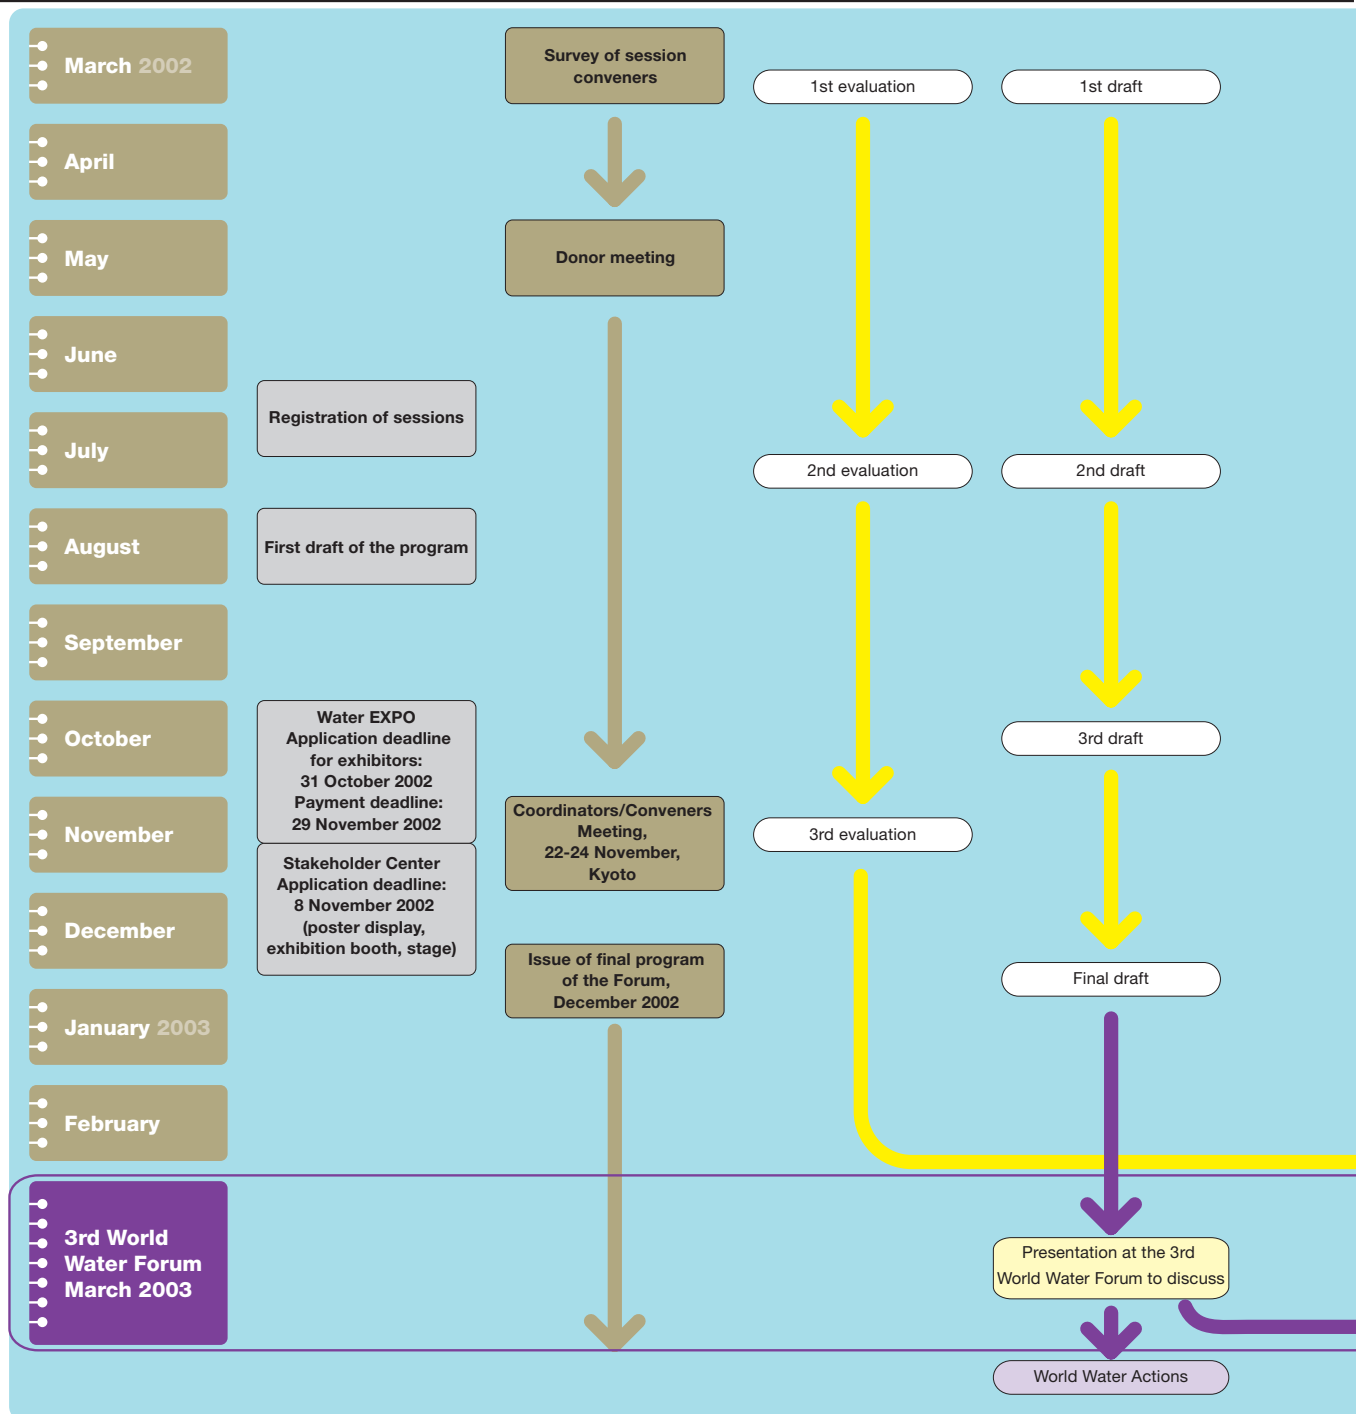 March 2002
April
May
June
July
August
September
October
November
December
January 2003
February
3rd World
Water Forum
March 2003
Registration of sessions
First draft of the program
Water EXPO
Application deadline
for exhibitors:
31 October 2002
Payment deadline:
29 November 2002
Stakeholder Center
Application deadline:
8 November 2002
(poster display,
exhibition booth, stage)
Survey of session
conveners
Donor meeting
Coordinators/Conveners
Meeting,
22-24 November,
Kyoto
Issue of final program
of the Forum,
December 2002
1st evaluation
2nd evaluation
3rd evaluation
1st draft
2nd draft
3rd draft
Final draft
Presentation at the 3rd
World Water Forum to discuss
World Water Actions